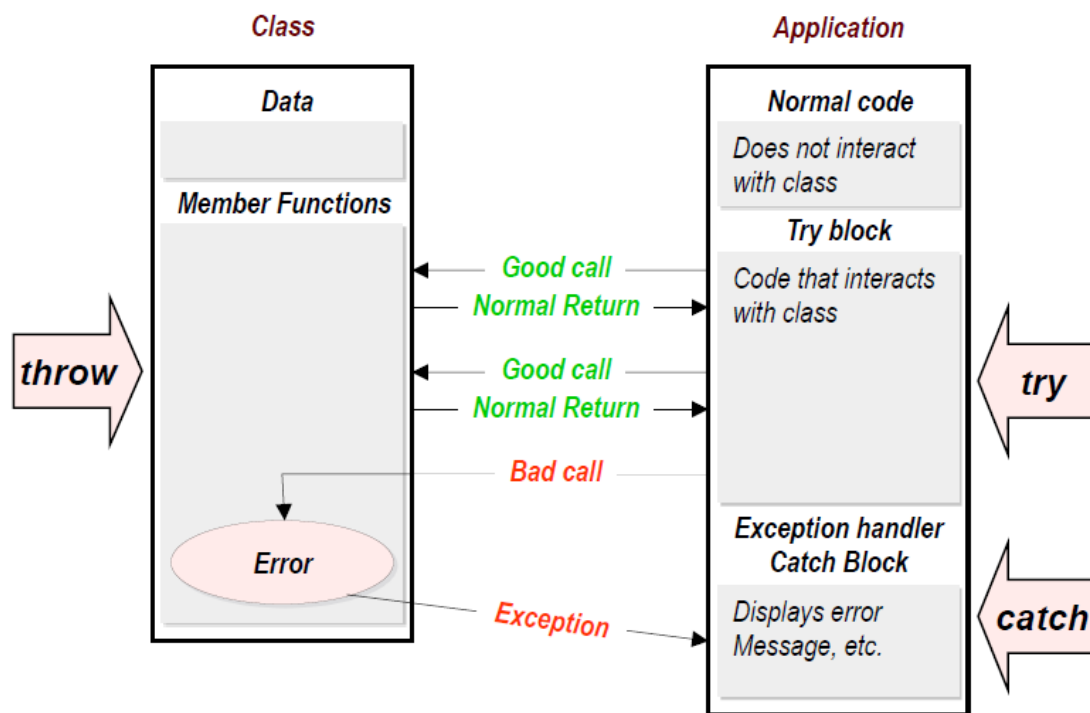 Class
Application
Data
Member Functions
Normal code
Does not interact
with class
Try block
Code that interacts
with class
Good call
Normal Return
Good call
Normal Return
Bad call
throw
try
Error
Exception
Exception handler
Catch Block
Displays error
Message, etc.
catch